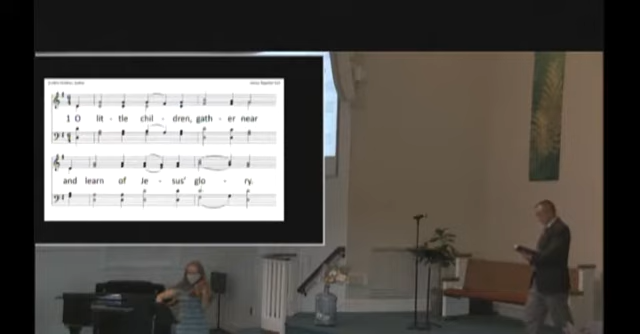 1 O lit - tle chil - dren, gath - er near
and learn of Je - sus' glo - ry.